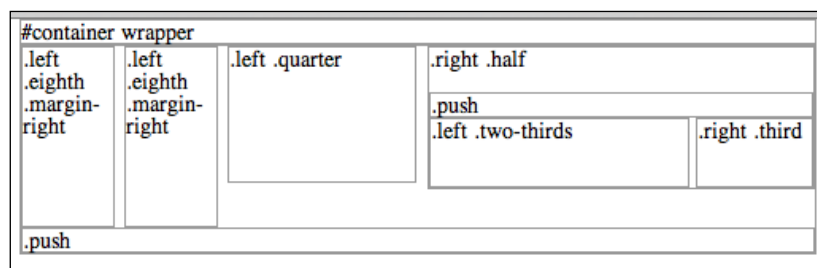 #container wrapper
.left
.eighth
.margin-
right
.left
.eighth
.margin-
right
.left .quarter
.right .half
.push
.left .two-thirds
.right .third
.push